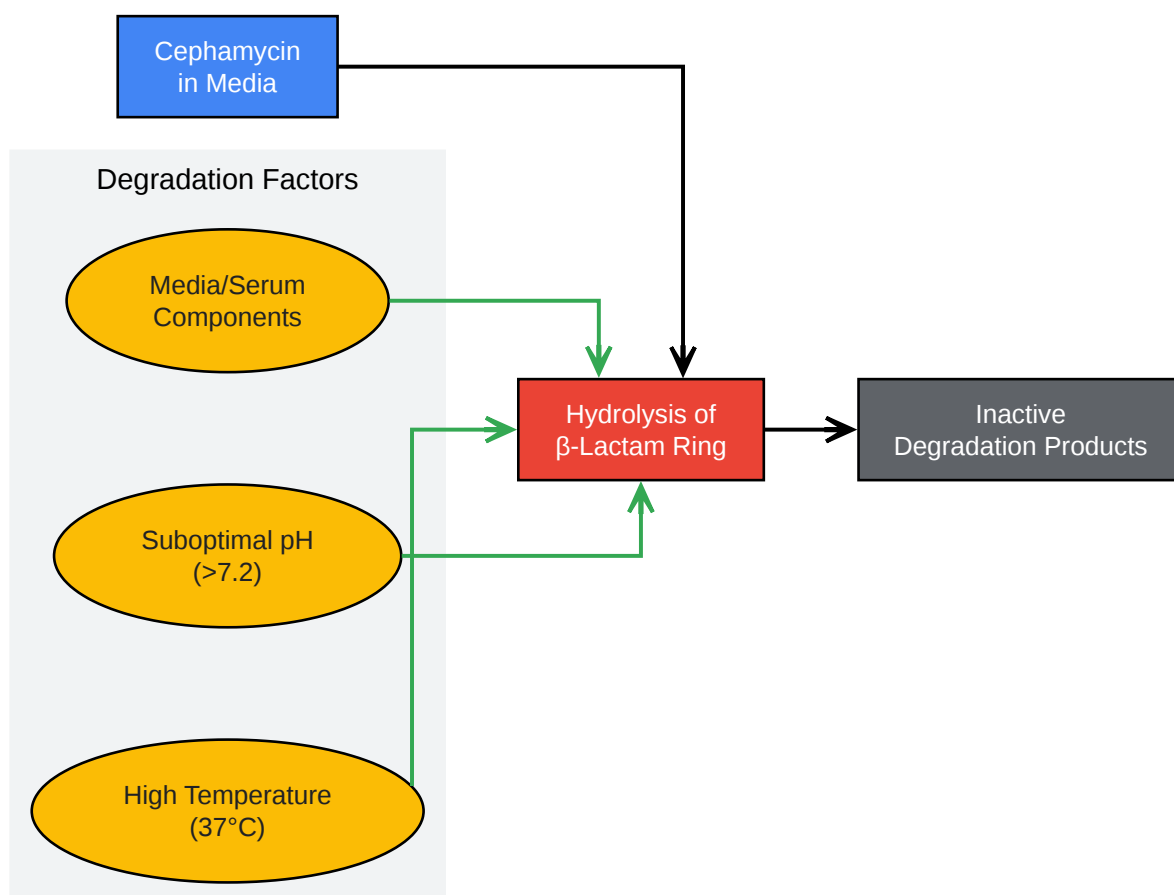 Cephamycin
in Media
Degradation Factors
Media/Serum
Components
Hydrolysis of
β-Lactam Ring
Inactive
Degradation Products
Suboptimal pH
(>7.2)
High Temperature
(37°C)